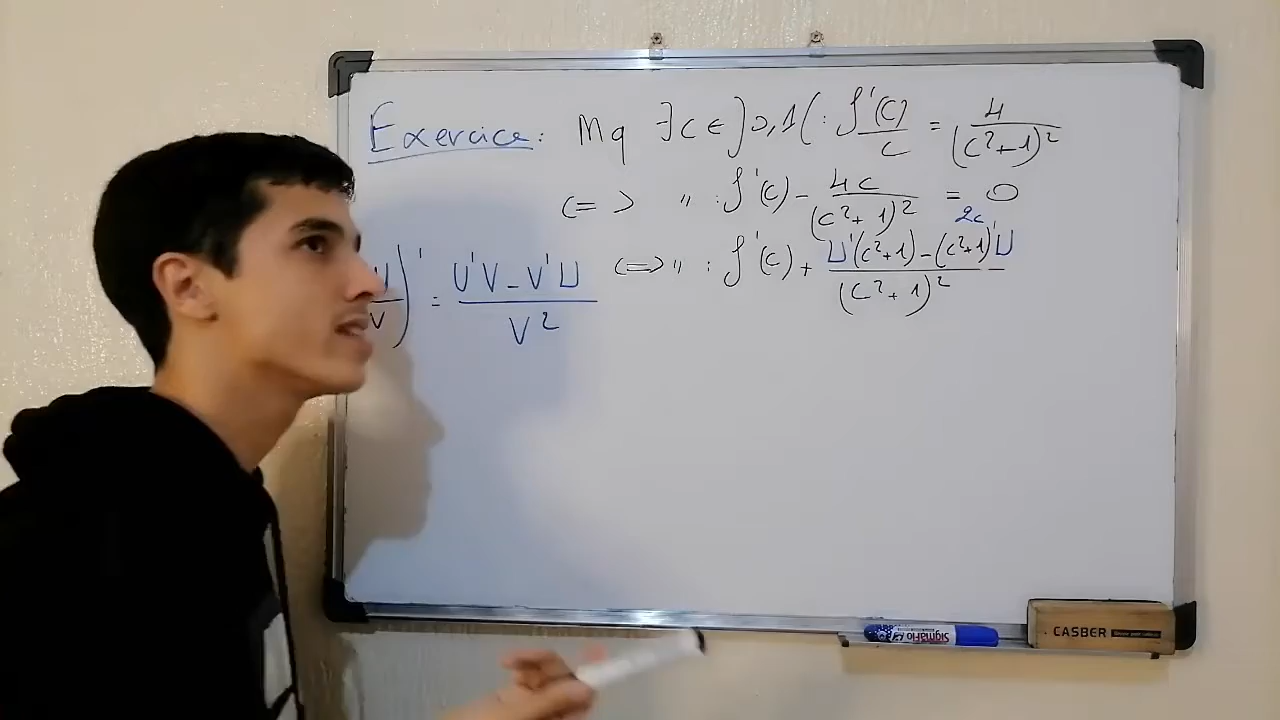 Exercice : Mq ∃c ∈ ]0,1[ : f'(c)/c = 4/(c²+1)²
<=> " : f'(c) - 4c/(c²+1)² = 0
2c
U/V)' = U'V - V'U/V² <=> " : f'(c) + U'(c²+1) - (c²+1)'U/(c²+1)²
SigmaFlo
CASBER